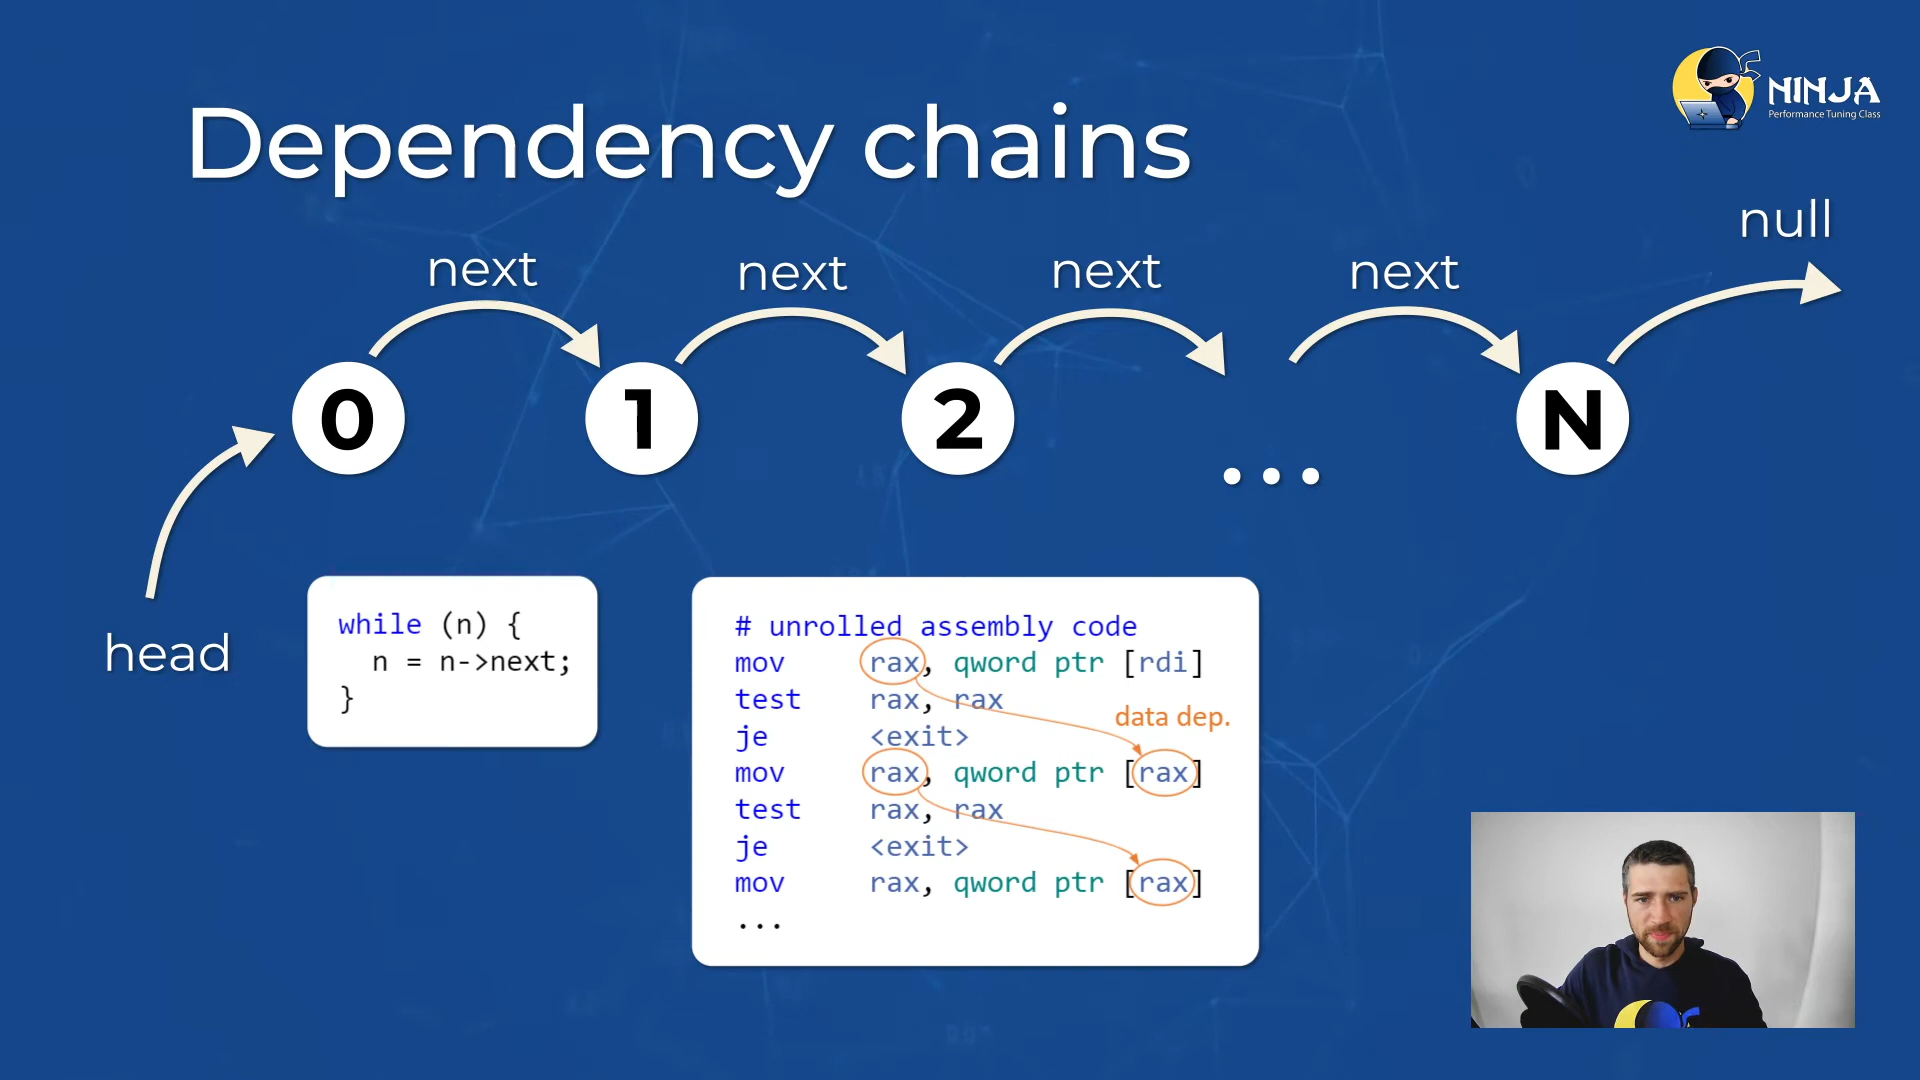 NINJA
Performance Tuning Class
Dependency chains
null
next next next next
0 1 2 ... N
head
while (n) {
n = n->next;
}
# unrolled assembly code
mov rax, qword ptr [rdi]
test rax, rax
data dep.
je <exit>
mov rax, qword ptr [rax]
test rax, rax
je <exit>
mov rax, qword ptr [rax]
...